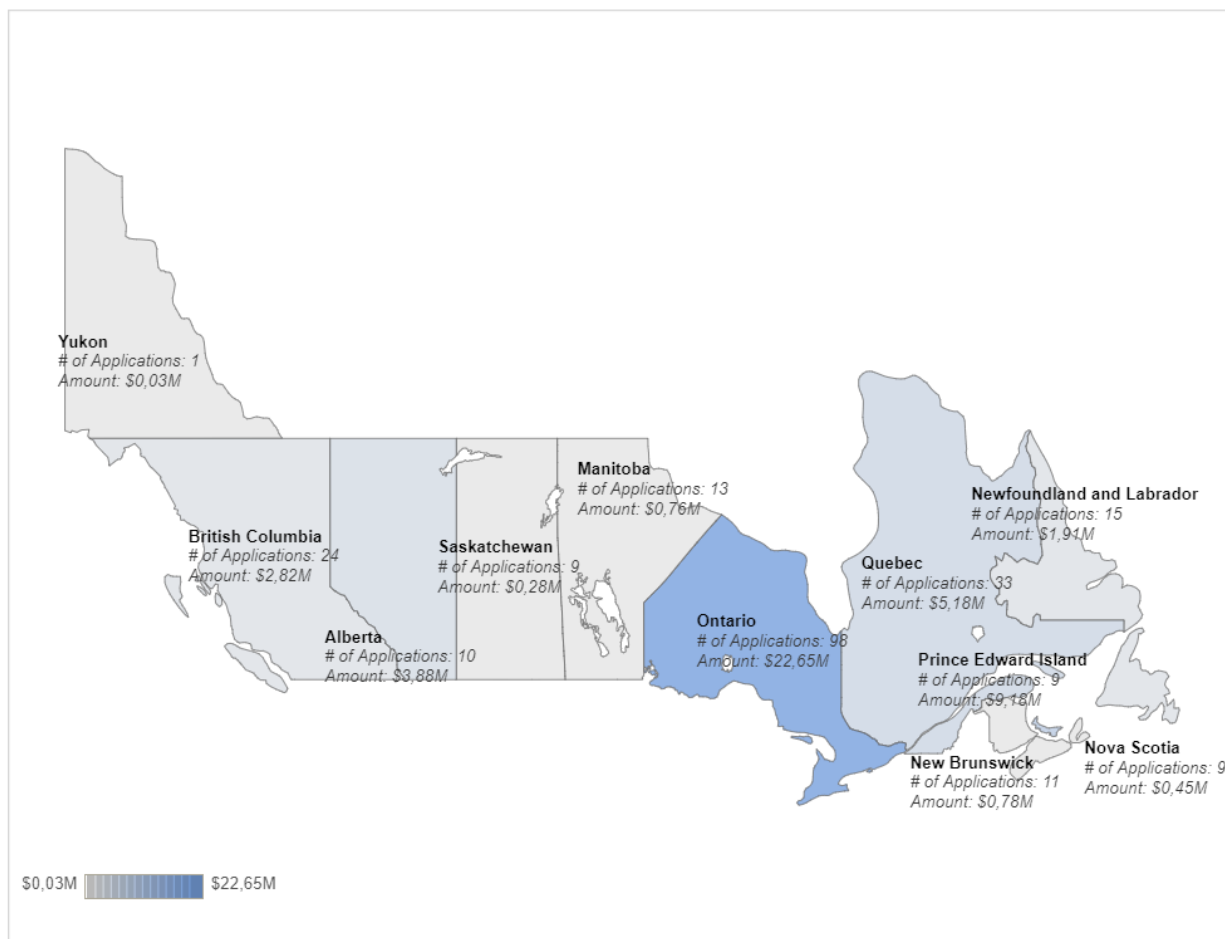 Yukon
# of Applications: 1
Amount: $0,03M
Manitoba
# of Applications: 13
Amount: $0,76M
Newfoundland and Labrador
# of Applications: 15
Amount: $1,91M
British Columbia
# of Applications: 24
Amount: $2,82M
Saskatchewan
# of Applications: 9
Amount: $0,28M
Quebec
# of Applications: 33
Amount: $5,18M
Alberta
# of Applications: 10
Amount: $3,88M
Ontario
# of Applications: 98
Amount: $22,65M
Prince Edward Island
# of Applications: 9
Amount: $9,18M
New Brunswick
# of Applications: 11
Amount: $0,78M
Nova Scotia
# of Applications: 9
Amount: $0,45M
$0,03M
$22,65M